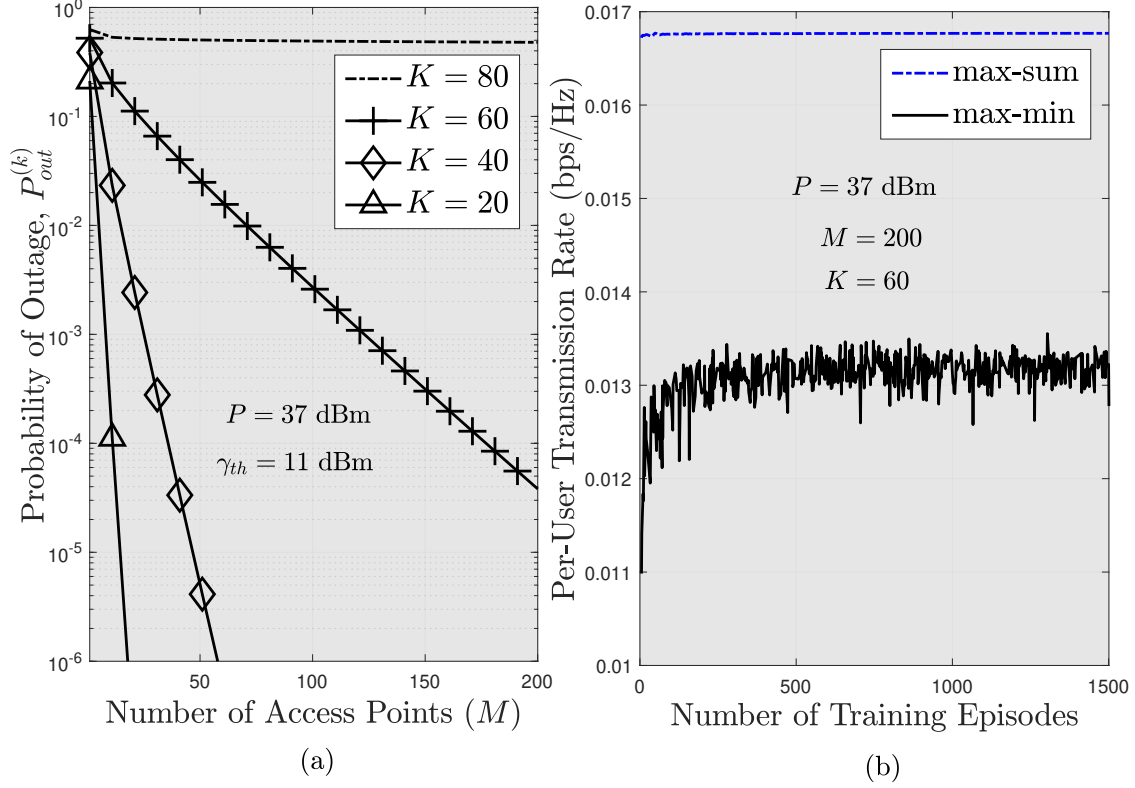 10^0
10^-1
10^-2
10^-3
10^-4
10^-5
10^-6
Probability of Outage, P_out^(k)
K = 80
K = 60
K = 40
K = 20
P = 37 dBm
γ_th = 11 dBm
50
100
150
200
Number of Access Points (M)
(a)
0.017
0.016
0.015
0.014
0.013
0.012
0.011
0.01
Per-User Transmission Rate (bps/Hz)
max-sum
max-min
P = 37 dBm
M = 200
K = 60
0
500
1000
1500
Number of Training Episodes
(b)